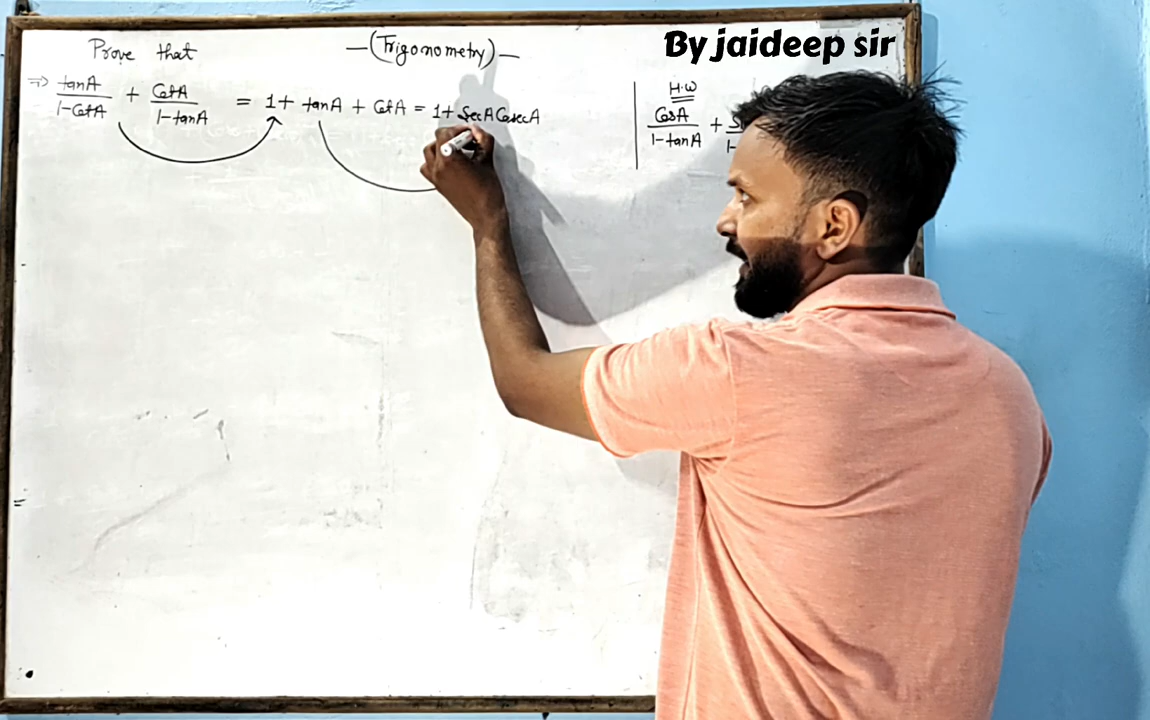 Prove that
—(Trigonometry)—
By jaideep sir
⇒ tanA/1-CotA + CotA/1-tanA = 1+ tanA + CotA = 1+ SecA CosecA
H.W
CosA/1-tanA +